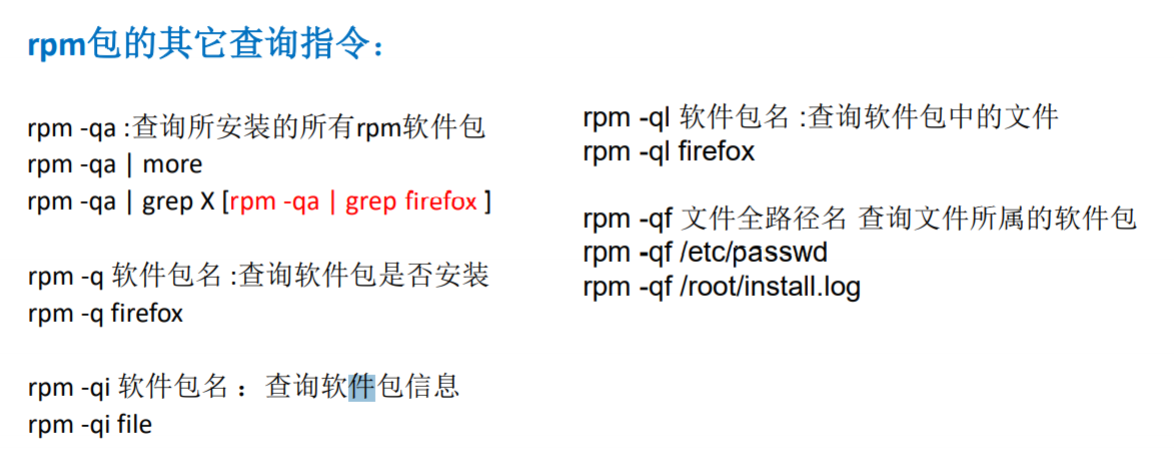 rpm包的其它查询指令：
rpm -qa :查询所安装的所有rpm软件包
rpm -qa | more
rpm -qa | grep X [rpm -qa | grep firefox ]
rpm -q 软件包名 :查询软件包是否安装
rpm -q firefox
rpm -qi 软件包名 ：查询软件包信息
rpm -qi file
rpm -ql 软件包名 :查询软件包中的文件
rpm -ql firefox
rpm -qf 文件全路径名 查询文件所属的软件包
rpm -qf /etc/passwd
rpm -qf /root/install.log